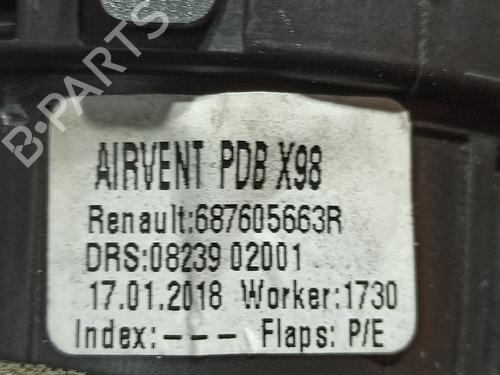 B-PARTS
AIRVENT PDB X98
Renault:687605663R
DRS:08239 02001
17.01.2018 Worker:1730
Index:--- Flaps: P/E